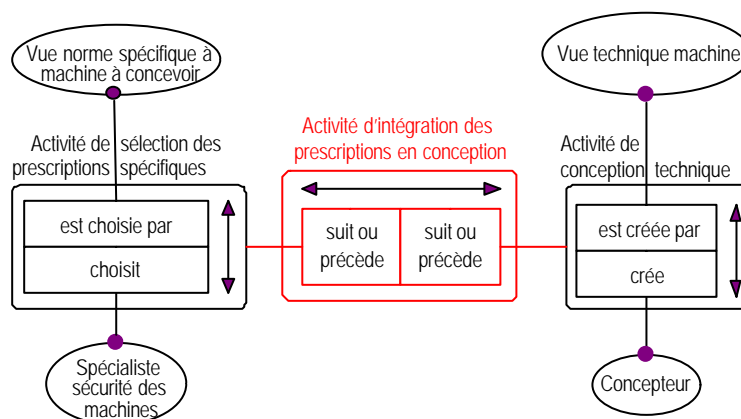 Vue norme spécifique à
machine à concevoir
Vue technique machine
Activité de sélection des
prescriptions spécifiques
Activité d'intégration des
prescriptions en conception
Activité de
conception technique
est choisie par
choisit
suit ou
précède
suit ou
précède
est créée par
crée
Spécialiste
sécurité des
machines
Concepteur